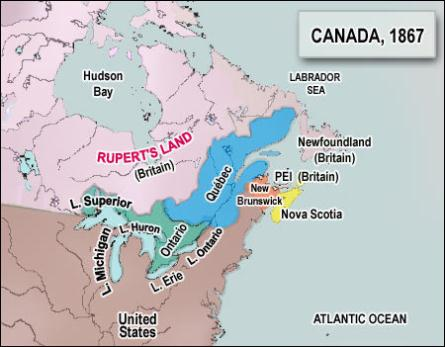 CANADA, 1867
LABRADOR
SEA
Hudson
Bay
Newfoundland
(Britain)
RUPERT'S LAND
(Britain)
PEI (Britain)
Québec
New
Brunswick
Nova Scotia
L. Superior
L. Huron
Ontario
L. Ontario
L. Michigan
L. Erie
United
States
ATLANTIC OCEAN